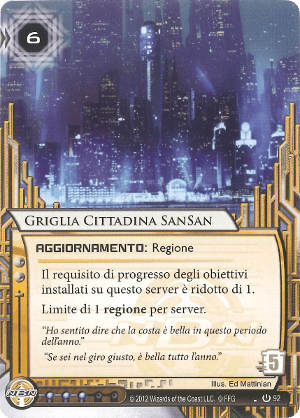 6
GRIGLIA CITTADINA SANSAN
AGGIORNAMENTO: Regione
Il requisito di progresso degli obiettivi
installati su questo server è ridotto di 1.
Limite di 1 regione per server.
"Ho sentito dire che la costa è bella in questo periodo
dell'anno."
"Se sei nel giro giusto, è bella tutto l'anno."
5
Illus. Ed Mattinian
NBN
© 2012 Wizards of the Coast LLC. © FFG
92